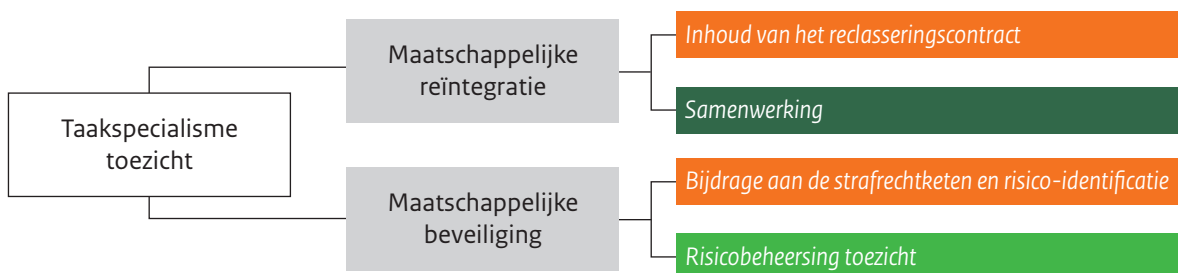 Taakspecialisme
toezicht
Maatschappelijke
reïntegratie
Inhoud van het reclasseringscontract
Samenwerking
Maatschappelijke
beveiliging
Bijdrage aan de strafrechtketen en risico-identificatie
Risicobeheersing toezicht